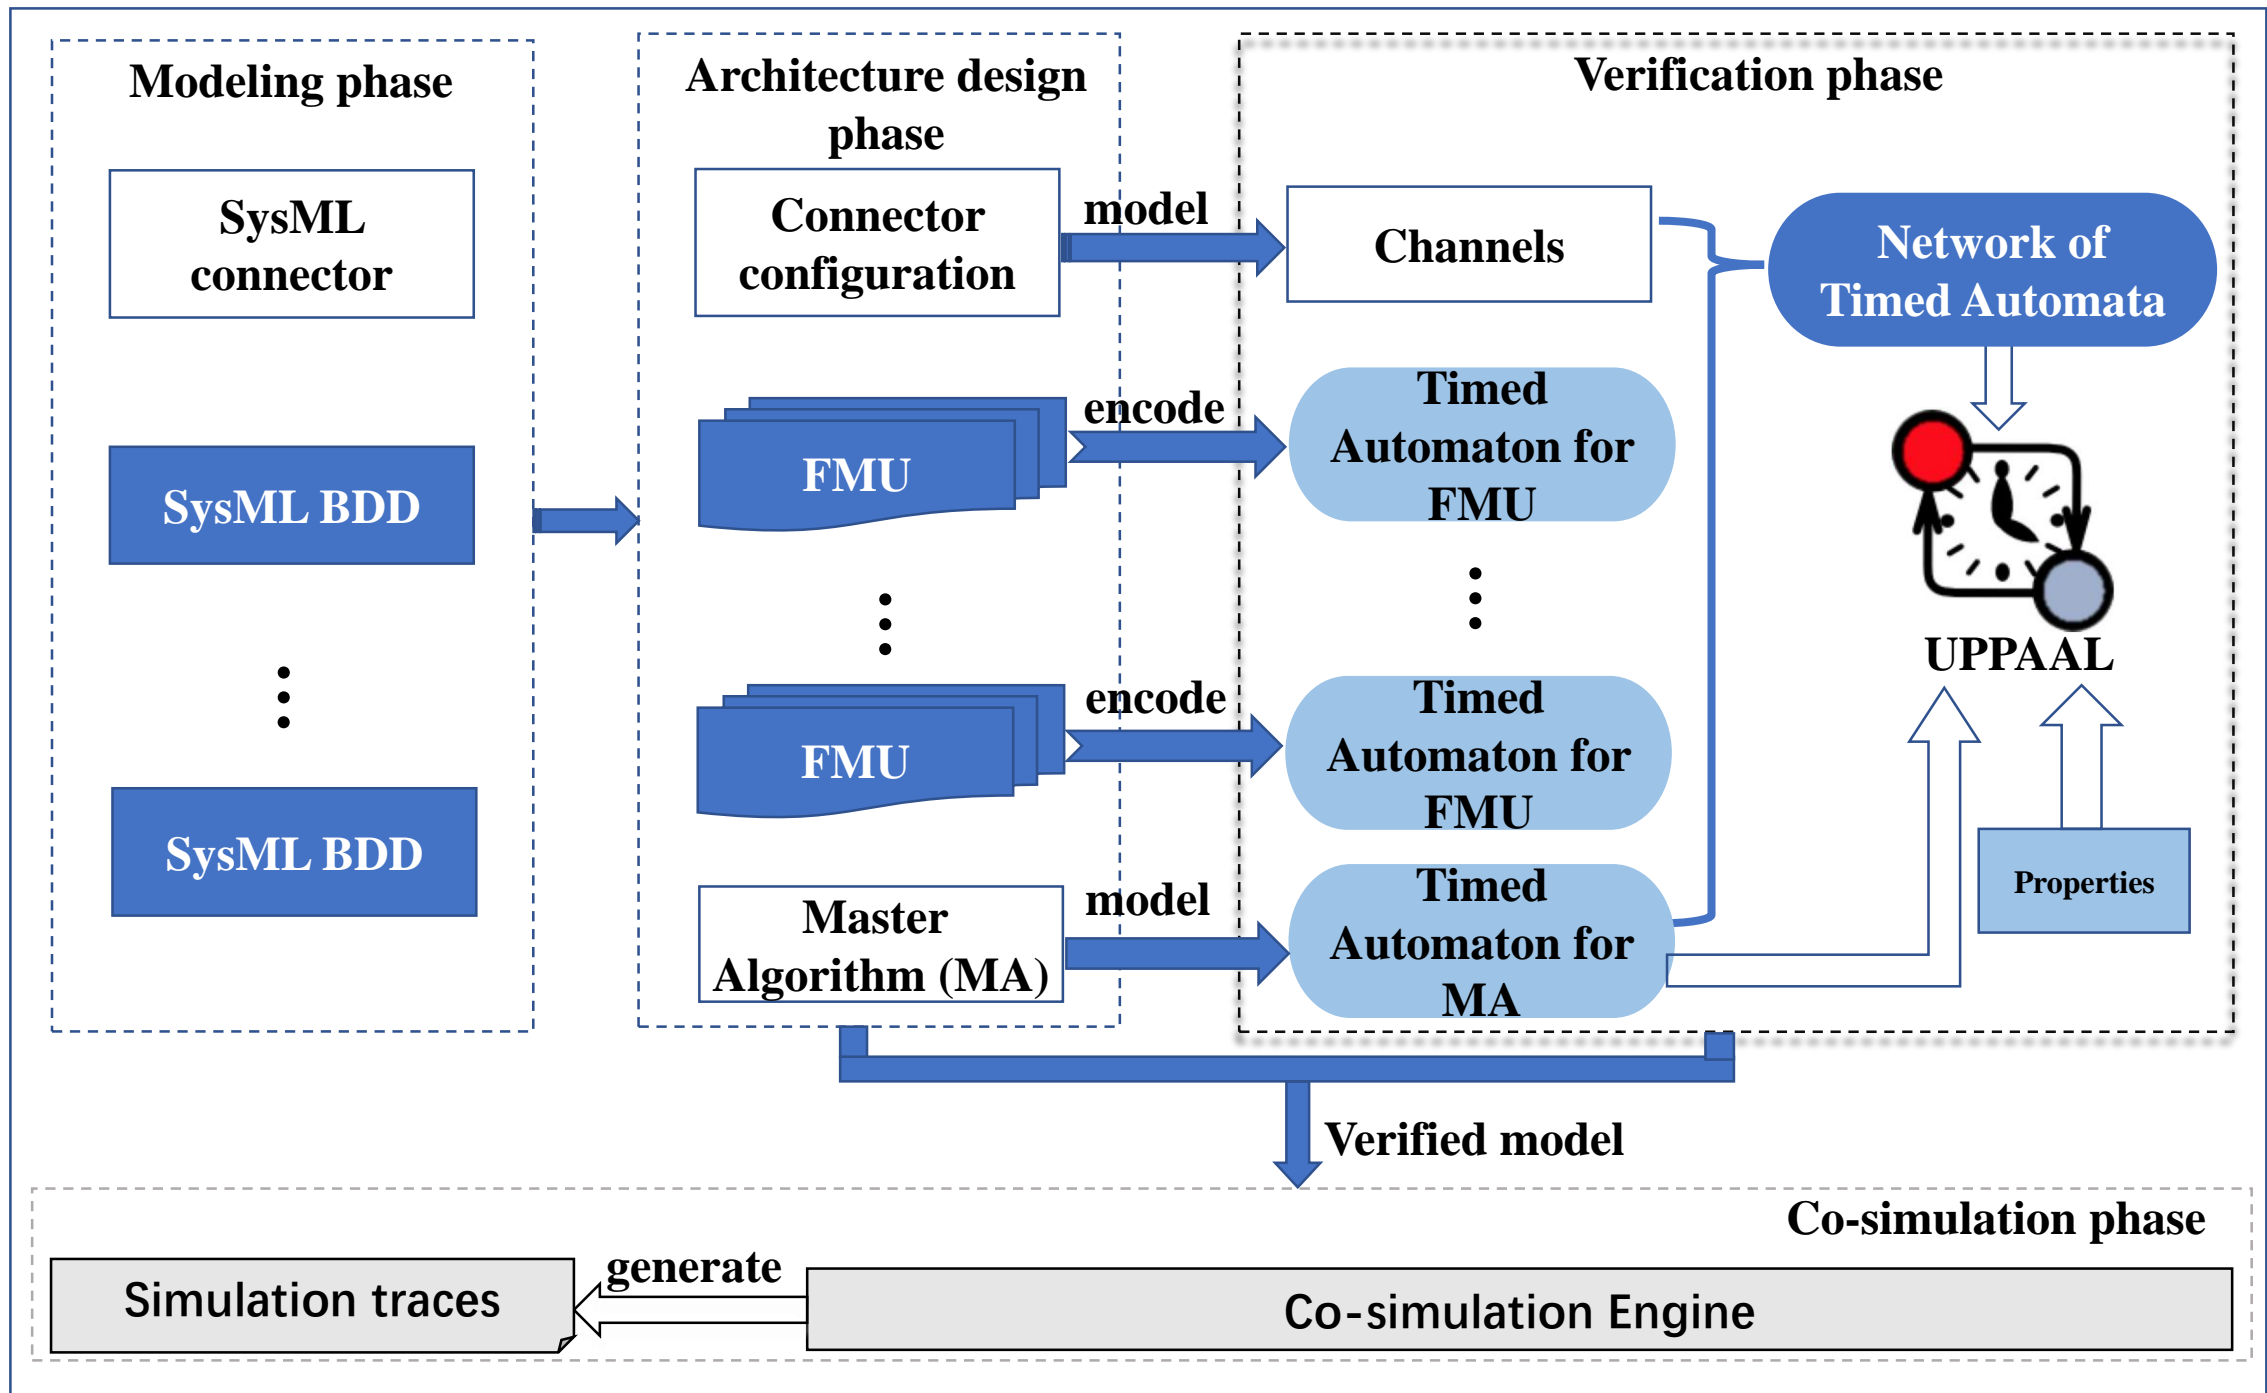 Modeling phase
SysML
connector
SysML BDD
SysML BDD
Architecture design
phase
Connector
configuration
FMU
FMU
Master
Algorithm (MA)
model
encode
encode
model
Verification phase
Channels
Timed
Automaton for
FMU
Timed
Automaton for
FMU
Timed
Automaton for
MA
Network of
Timed Automata
UPPAAL
Properties
Verified model
Co-simulation phase
Simulation traces
generate
Co-simulation Engine